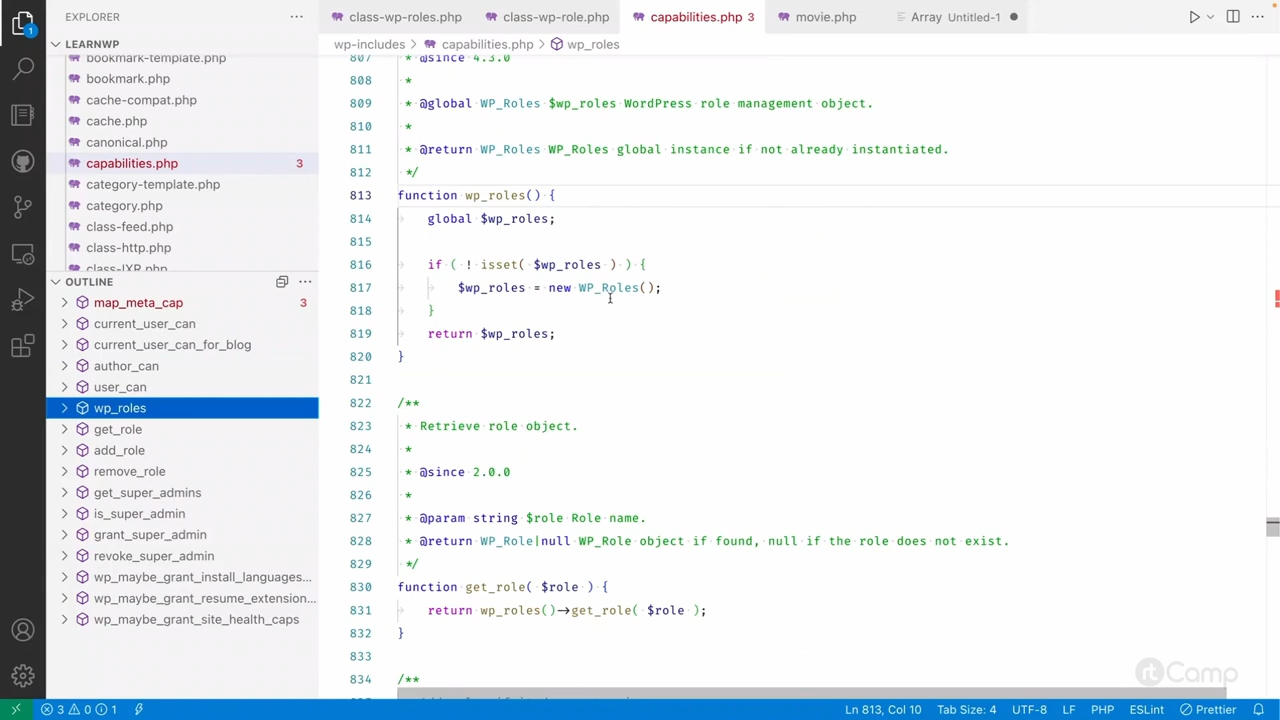 EXPLORER
class-wp-roles.php
class-wp-role.php
capabilities.php 3
movie.php
Array Untitled-1
LEARNWP
wp-includes
capabilities.php
wp_roles
bookmark-template.php
bookmark.php
cache-compat.php
cache.php
canonical.php
capabilities.php 3
category-template.php
category.php
class-feed.php
class-http.php
class-IXR.php
OUTLINE
map_meta_cap 3
current_user_can
current_user_can_for_blog
author_can
user_can
wp_roles
get_role
add_role
remove_role
get_super_admins
is_super_admin
grant_super_admin
revoke_super_admin
wp_maybe_grant_install_languages...
wp_maybe_grant_resume_extension...
wp_maybe_grant_site_health_caps
807 * @since 4.3.0
808 *
809 * @global WP_Roles $wp_roles WordPress role management object.
810 *
811 * @return WP_Roles WP_Roles global instance if not already instantiated.
812 */
813 function wp_roles() {
814 global $wp_roles;
815
816 if ( ! isset( $wp_roles ) ) {
817 $wp_roles = new WP_Roles();
818 }
819 return $wp_roles;
820 }
821
822 /**
823 * Retrieve role object.
824 *
825 * @since 2.0.0
826 *
827 * @param string $role Role name.
828 * @return WP_Role|null WP_Role object if found, null if the role does not exist.
829 */
830 function get_role( $role ) {
831 return wp_roles()->get_role( $role );
832 }
833
834 /**
rtCamp
1
3 0 1
Ln 813, Col 10
Tab Size: 4
UTF-8
LF
PHP
ESLint
Prettier